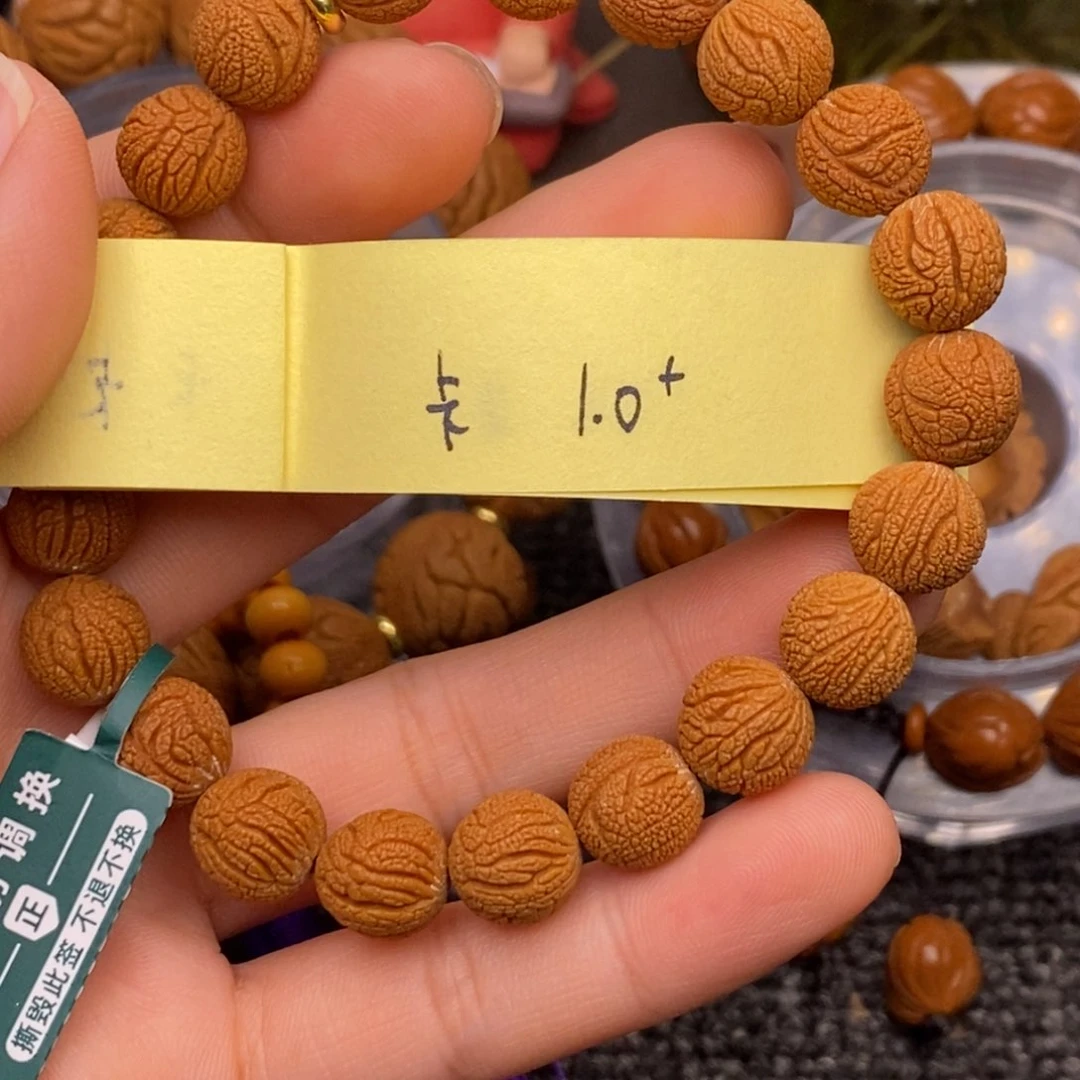 卡 1.0⁺
调换
正
撕毁此签 不退不换